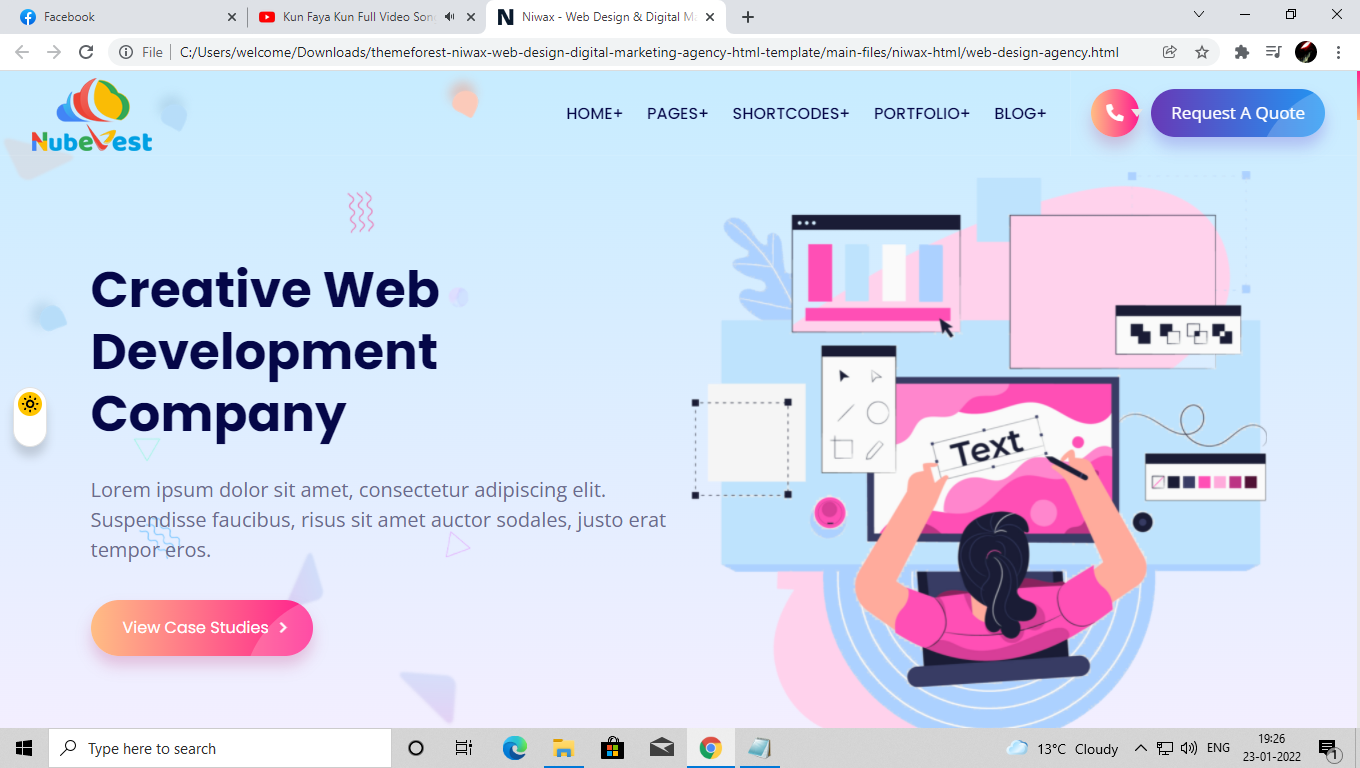 Facebook
Kun Faya Kun Full Video Song
Niwax - Web Design & Digital M
File
C:/Users/welcome/Downloads/themeforest-niwax-web-design-digital-marketing-agency-html-template/main-files/niwax-html/web-design-agency.html
NubeVest
HOME+ PAGES+ SHORTCODES+ PORTFOLIO+ BLOG+
Request A Quote
Creative Web
Development
Company
Text
Lorem ipsum dolor sit amet, consectetur adipiscing elit.
Suspendisse faucibus, risus sit amet auctor sodales, justo erat
tempor eros.
View Case Studies
Type here to search
13°C Cloudy
ENG
19:26
23-01-2022
1